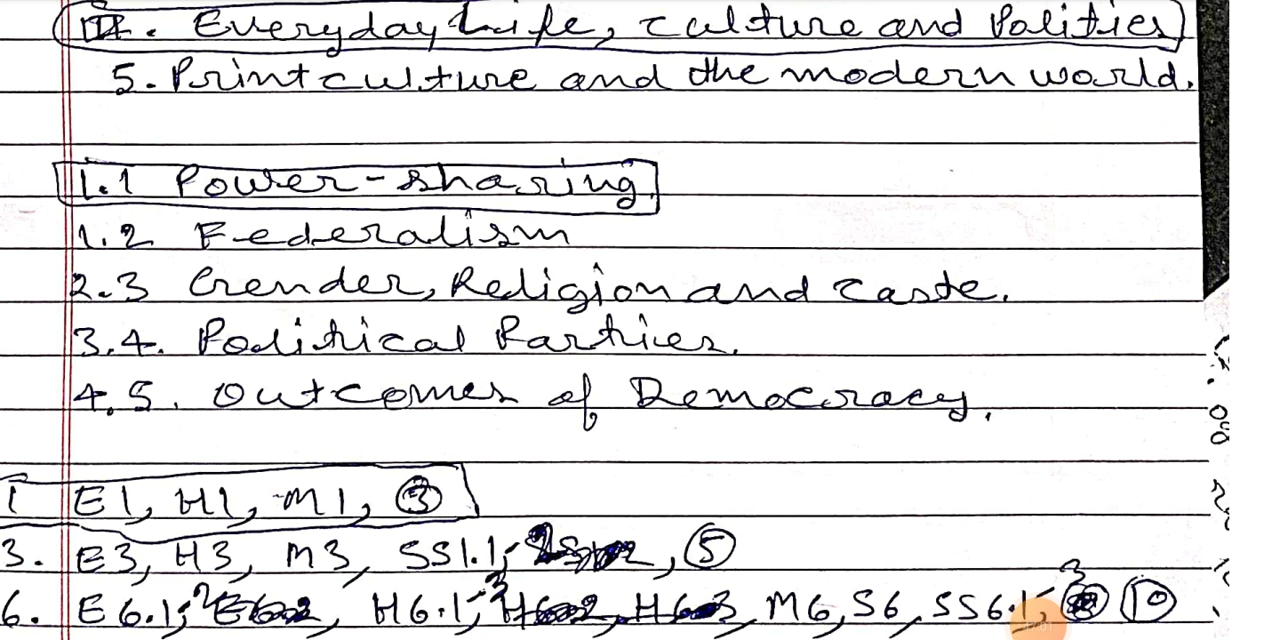 III. Everyday Life, culture and Politics
5. Print culture and the modern world.
1.1 Power-sharing
1.2 Federalism
2.3 Gender, Religion and Caste.
3.4. Political Parties.
4.5. Outcomes of Democracy.
1 E1, H1, M1, ③
3. E3, H3, M3, SS1.1; , ⑤
6. E6.1; 2, H6.1; 3 M6, S6, SS6.1; 3 ⑩